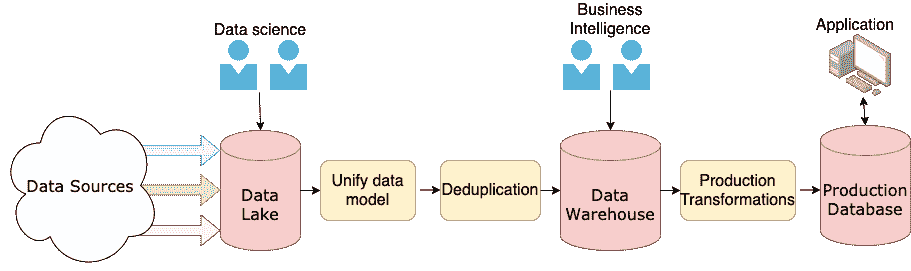 Data science
Business
Intelligence
Application
Data Sources
Data
Lake
Unify data
model
Deduplication
Data
Warehouse
Production
Transformations
Production
Database